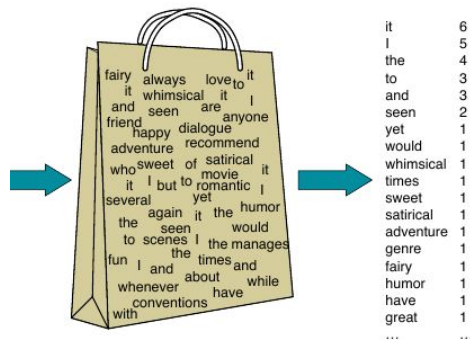 fairy always love to it
it whimsical it I
and seen are anyone
friend happy dialogue
adventure recommend
who sweet of satirical
it I but to movie it
romantic I
several yet
again it the humor
the seen would
to scenes I the manages
the times and
fun I and about
whenever have while
conventions
with
it 6
I 5
the 4
to 3
and 3
seen 2
yet 1
would 1
whimsical 1
times 1
sweet 1
satirical 1
adventure 1
genre 1
fairy 1
humor 1
have 1
great 1
... ...